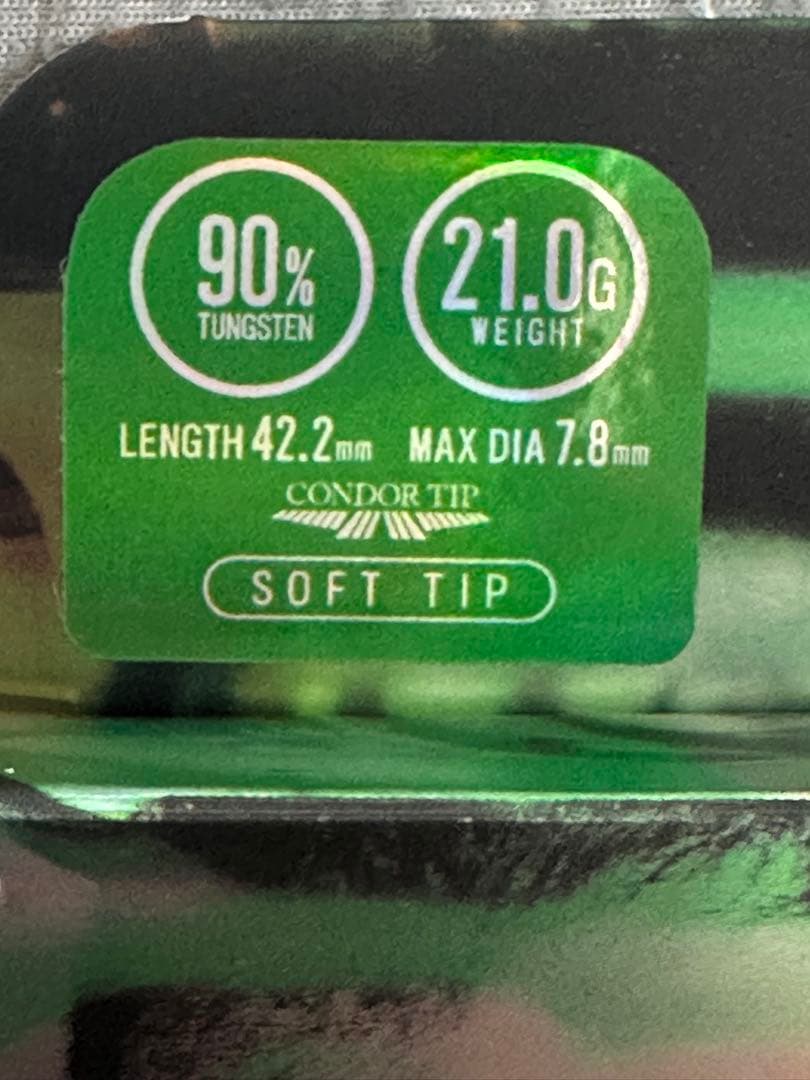 90%
TUNGSTEN
21.0G
WEIGHT
LENGTH 42.2mm MAX DIA 7.8mm
CONDOR TIP
SOFT TIP